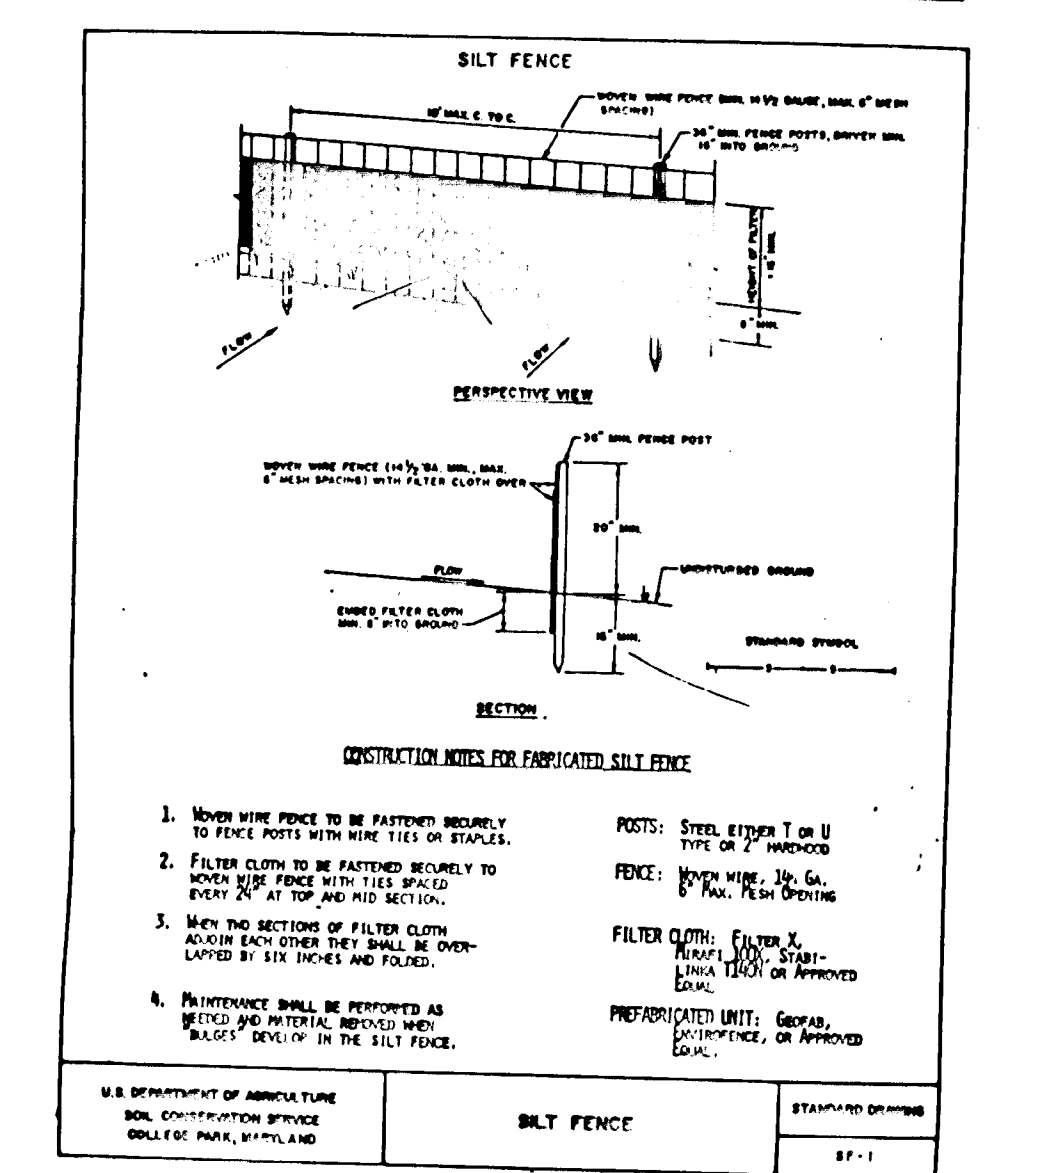 SILT FENCE
WOVEN WIRE FENCE (MIN. 14 1/2 GAUGE, MAX. 6" MESH
SPACING)
10' MAX. C. TO C.
36" MIN. FENCE POSTS, DRIVEN MIN.
16" INTO GROUND
HEIGHT OF FILTER
= 16" MIN.
8" MIN.
FLOW
FLOW
PERSPECTIVE VIEW
36" MIN. FENCE POST
WOVEN WIRE FENCE (14 1/2 GA. MIN., MAX.
6" MESH SPACING) WITH FILTER CLOTH OVER
20" MIN.
FLOW
UNDISTURBED GROUND
EMBED FILTER CLOTH
MIN. 8" INTO GROUND
16" MIN.
STANDARD SYMBOL
S S
SECTION
CONSTRUCTION NOTES FOR FABRICATED SILT FENCE
1. WOVEN WIRE FENCE TO BE FASTENED SECURELY
TO FENCE POSTS WITH WIRE TIES OR STAPLES.
2. FILTER CLOTH TO BE FASTENED SECURELY TO
WOVEN WIRE FENCE WITH TIES SPACED
EVERY 24" AT TOP AND MID SECTION.
3. WHEN TWO SECTIONS OF FILTER CLOTH
ADJOIN EACH OTHER THEY SHALL BE OVER-
LAPPED BY SIX INCHES AND FOLDED.
4. MAINTENANCE SHALL BE PERFORMED AS
NEEDED AND MATERIAL REMOVED WHEN
"BULGES" DEVELOP IN THE SILT FENCE.
POSTS: STEEL EITHER T OR U
TYPE OR 2" HARDWOOD
FENCE: WOVEN WIRE, 14½ GA.
6" MAX. MESH OPENING
FILTER CLOTH: FILTER X,
MIRAFI 100X, STABI-
LINKA T140N OR APPROVED
EQUAL
PREFABRICATED UNIT: GEOFAB,
ENVIROFENCE, OR APPROVED
EQUAL.
U.S. DEPARTMENT OF AGRICULTURE
SOIL CONSERVATION SERVICE
COLLEGE PARK, MARYLAND
SILT FENCE
STANDARD DRAWING
SF-1